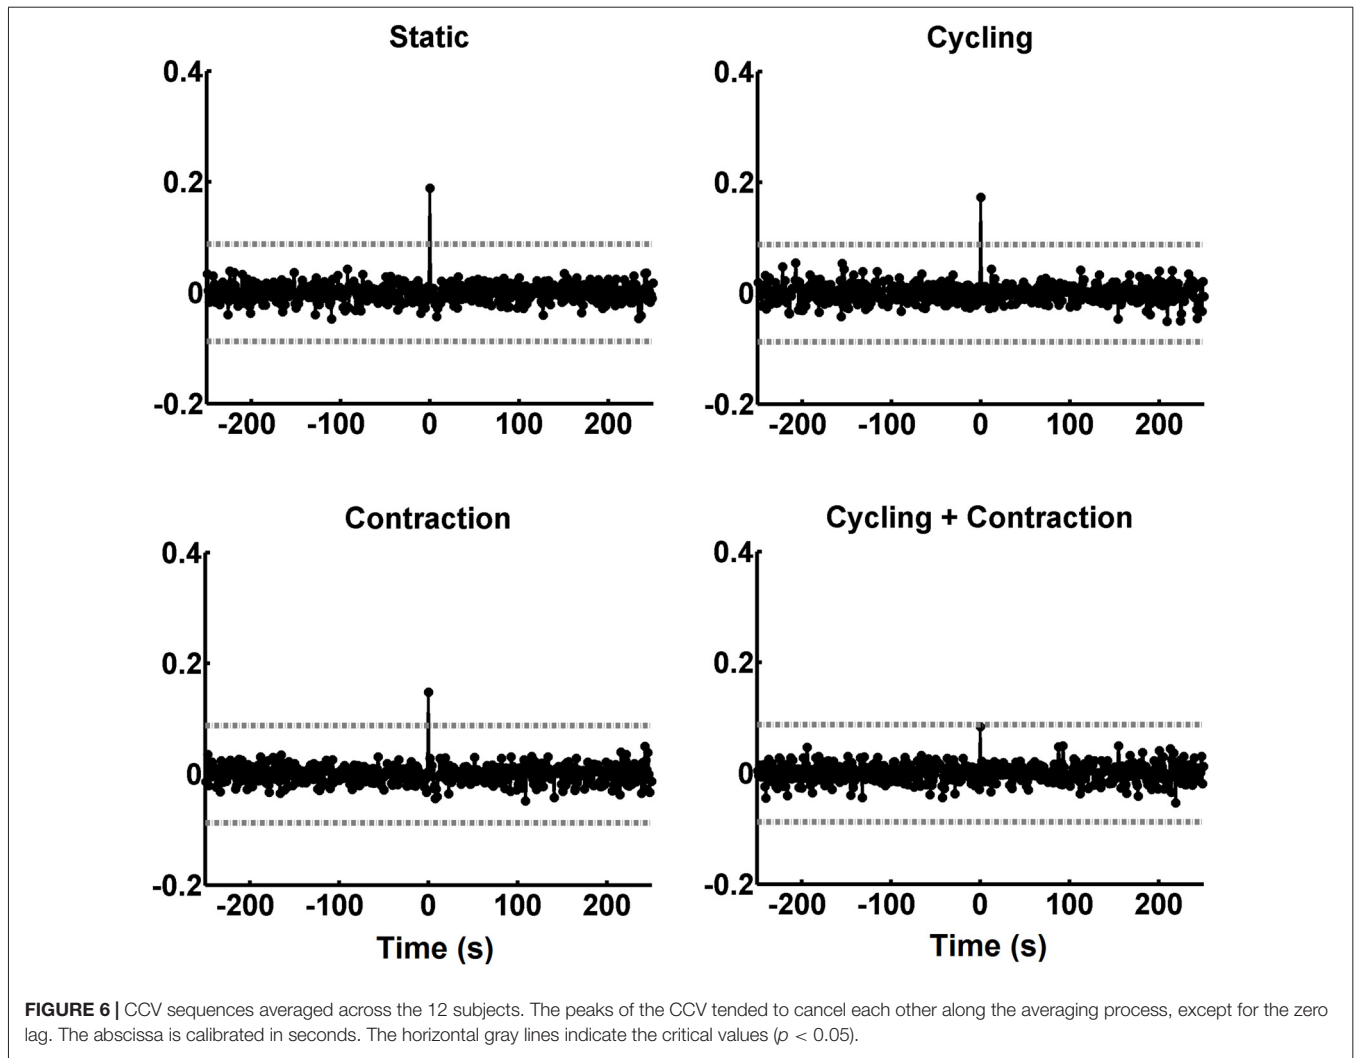 Static
0.4
0.2
0
-0.2
-200 -100 0 100 200
Cycling
0.4
0.2
0
-0.2
-200 -100 0 100 200
Contraction
0.4
0.2
0
-0.2
-200 -100 0 100 200
Time (s)
Cycling + Contraction
0.4
0.2
0
-0.2
-200 -100 0 100 200
Time (s)
FIGURE 6 | CCV sequences averaged across the 12 subjects. The peaks of the CCV tended to cancel each other along the averaging process, except for the zero
lag. The abscissa is calibrated in seconds. The horizontal gray lines indicate the critical values (p < 0.05).